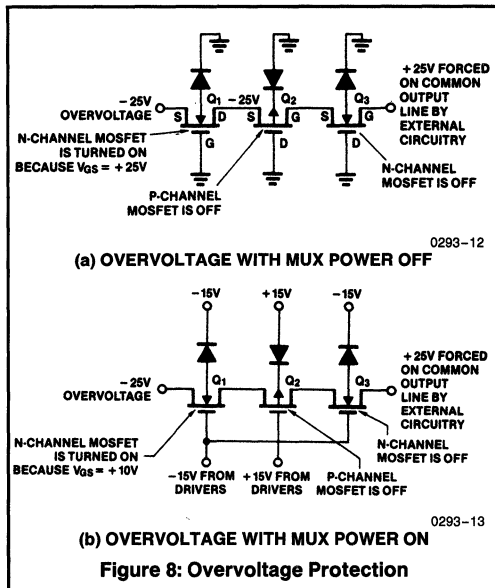 -25V
OVERVOLTAGE
Q1
S
D
G
N-CHANNEL MOSFET
IS TURNED ON
BECAUSE VGS = +25V
-25V
Q2
S
G
D
P-CHANNEL
MOSFET IS OFF
Q3
S
G
D
N-CHANNEL
MOSFET IS OFF
+25V FORCED
ON COMMON
OUTPUT
LINE BY
EXTERNAL
CIRCUITRY
0293-12
(a) OVERVOLTAGE WITH MUX POWER OFF
-15V
+15V
-15V
-25V
OVERVOLTAGE
Q1
Q2
Q3
+25V FORCED
ON COMMON
OUTPUT
LINE BY
EXTERNAL
CIRCUITRY
N-CHANNEL MOSFET
IS TURNED ON
BECAUSE VGS = +10V
-15V FROM
DRIVERS
+15V FROM
DRIVERS
N-CHANNEL
MOSFET IS OFF
P-CHANNEL
MOSFET IS OFF
0293-13
(b) OVERVOLTAGE WITH MUX POWER ON
Figure 8: Overvoltage Protection